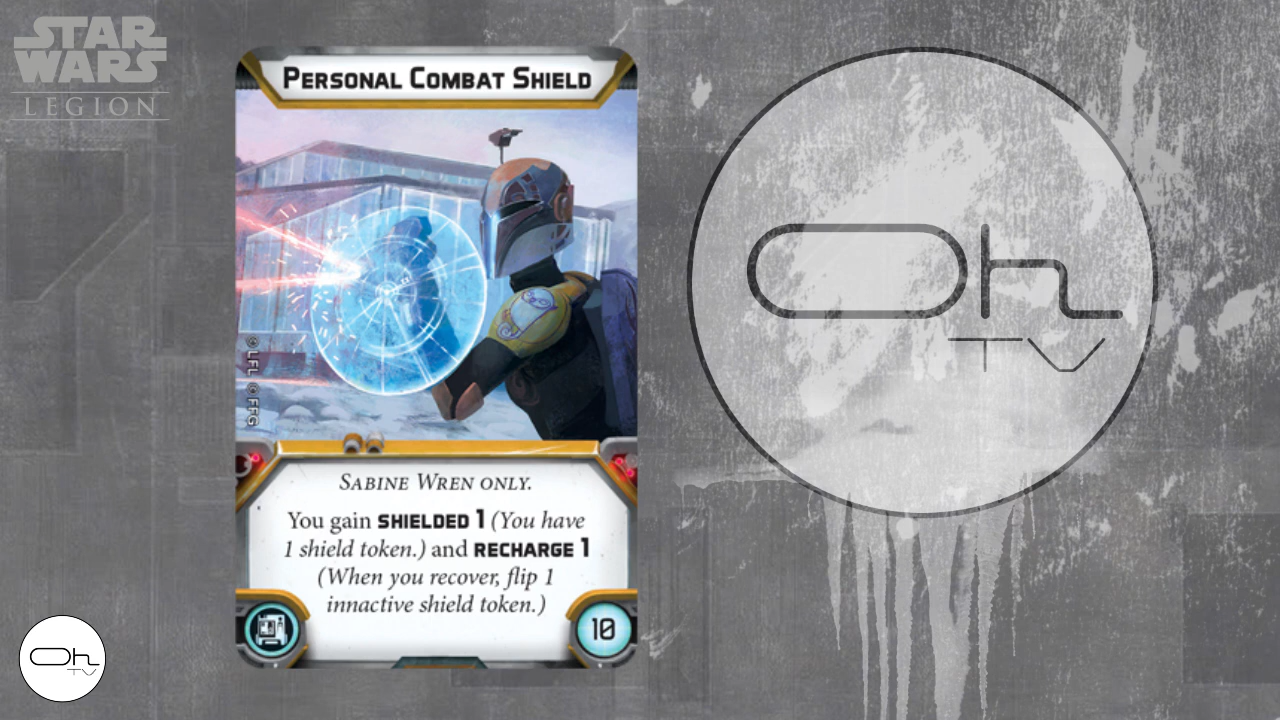 STAR
WARS
LEGION
Personal Combat Shield
© LFL © FFG
Sabine Wren only.
You gain Shielded 1 (You have
1 shield token.) and Recharge 1
(When you recover, flip 1
innactive shield token.)
10
Oh
TV
Oh
TV